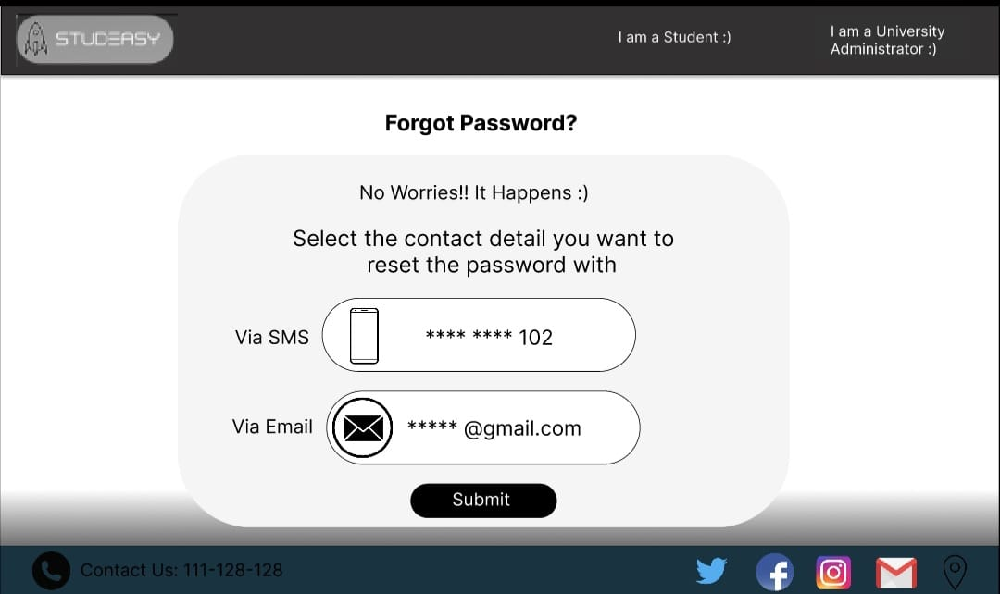 STUDEASY
I am a Student :)
I am a University
Administrator :)
Forgot Password?
No Worries!! It Happens :)
Select the contact detail you want to
reset the password with
Via SMS
**** **** 102
Via Email
***** @gmail.com
Submit
Contact Us: 111-128-128